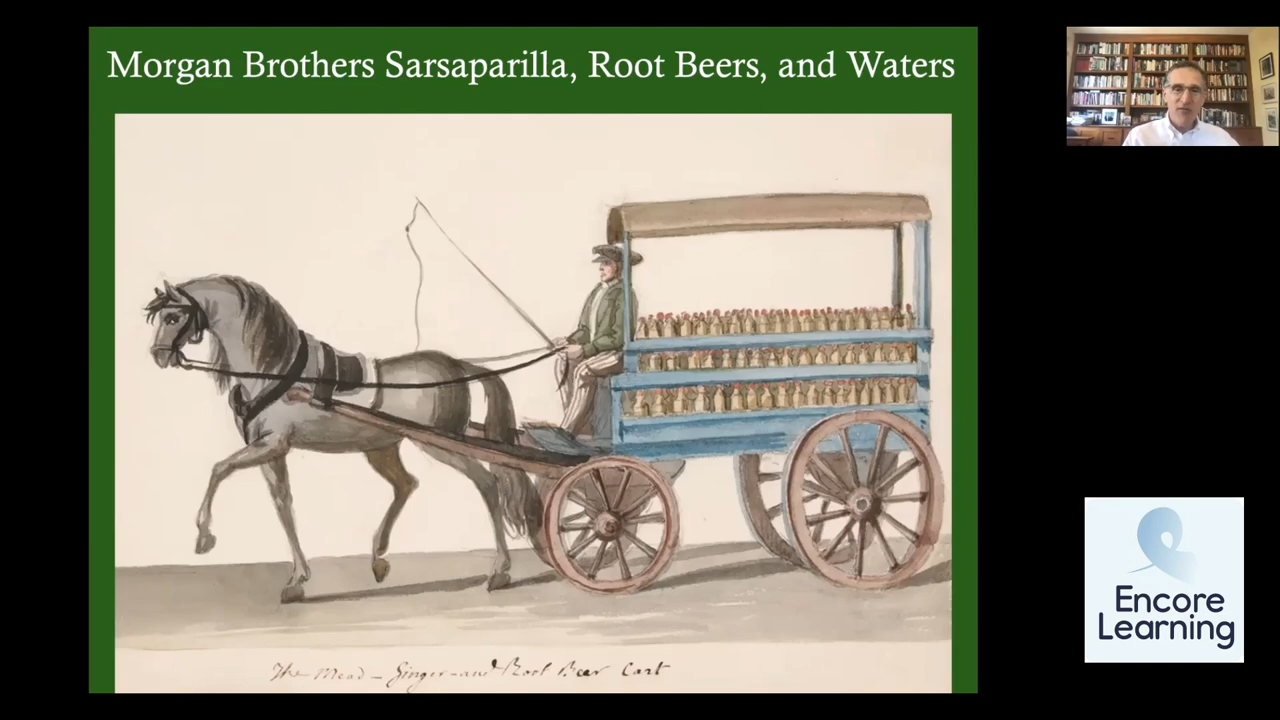 Morgan Brothers Sarsaparilla, Root Beers, and Waters
The Mead - Ginger - and Root Beer Cart
Encore
Learning